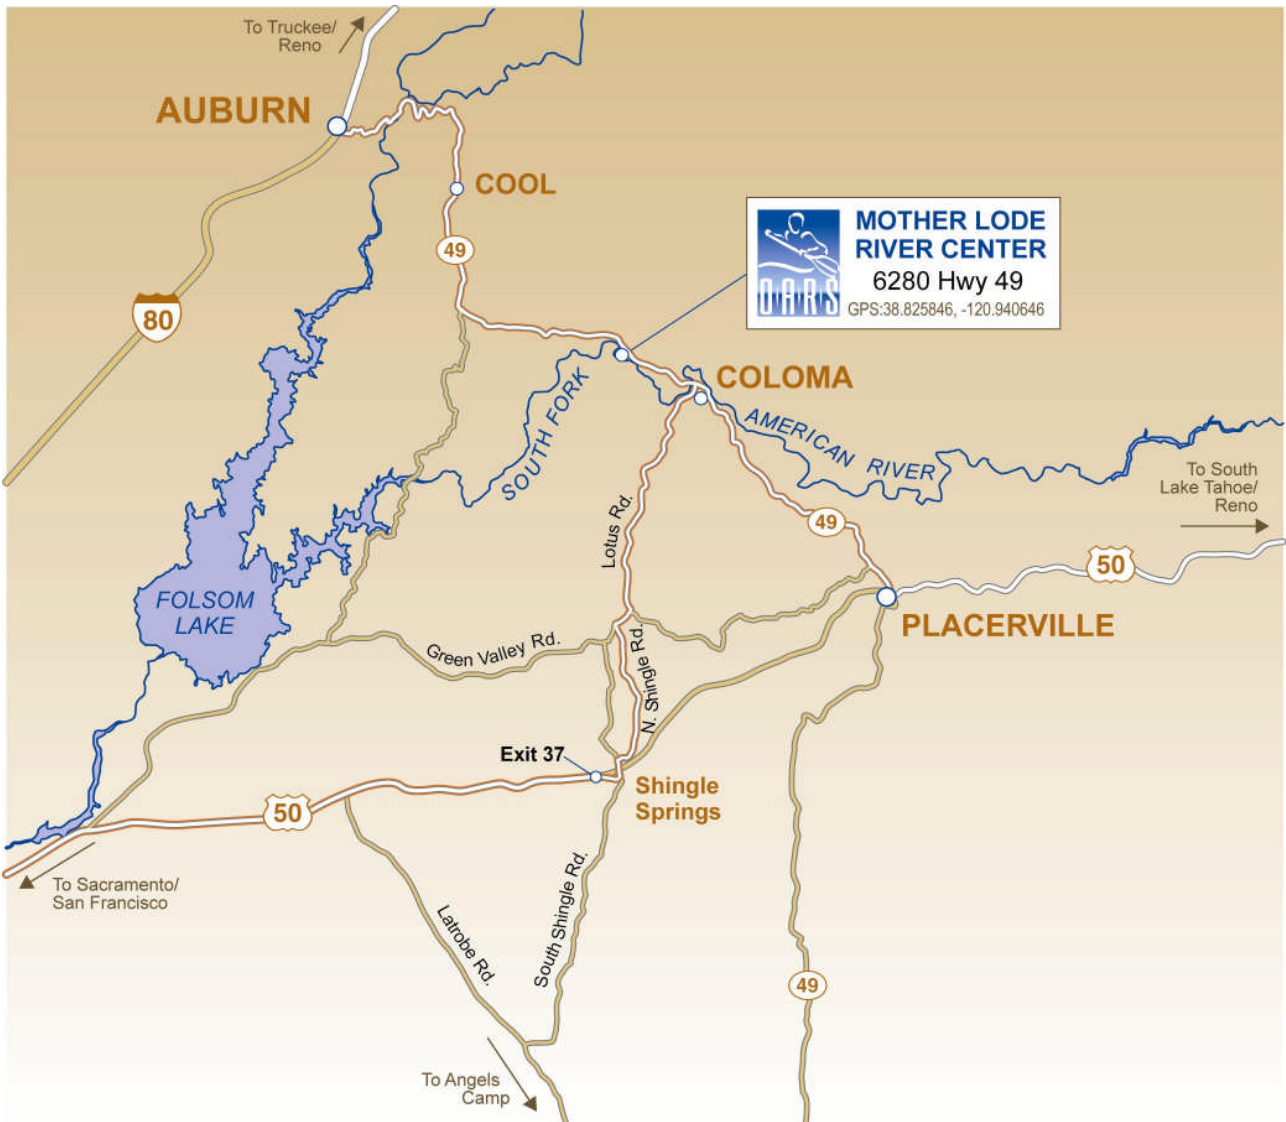 To Truckee/
Reno
AUBURN
COOL
49
80
MOTHER LODE
RIVER CENTER
6280 Hwy 49
GPS:38.825846, -120.940646
OARS
COLOMA
SOUTH FORK
AMERICAN RIVER
To South
Lake Tahoe/
Reno
Lotus Rd.
49
50
FOLSOM
LAKE
PLACERVILLE
Green Valley Rd.
N. Shingle Rd.
Exit 37
Shingle
Springs
50
To Sacramento/
San Francisco
Latrobe Rd.
South Shingle Rd.
49
To Angels
Camp